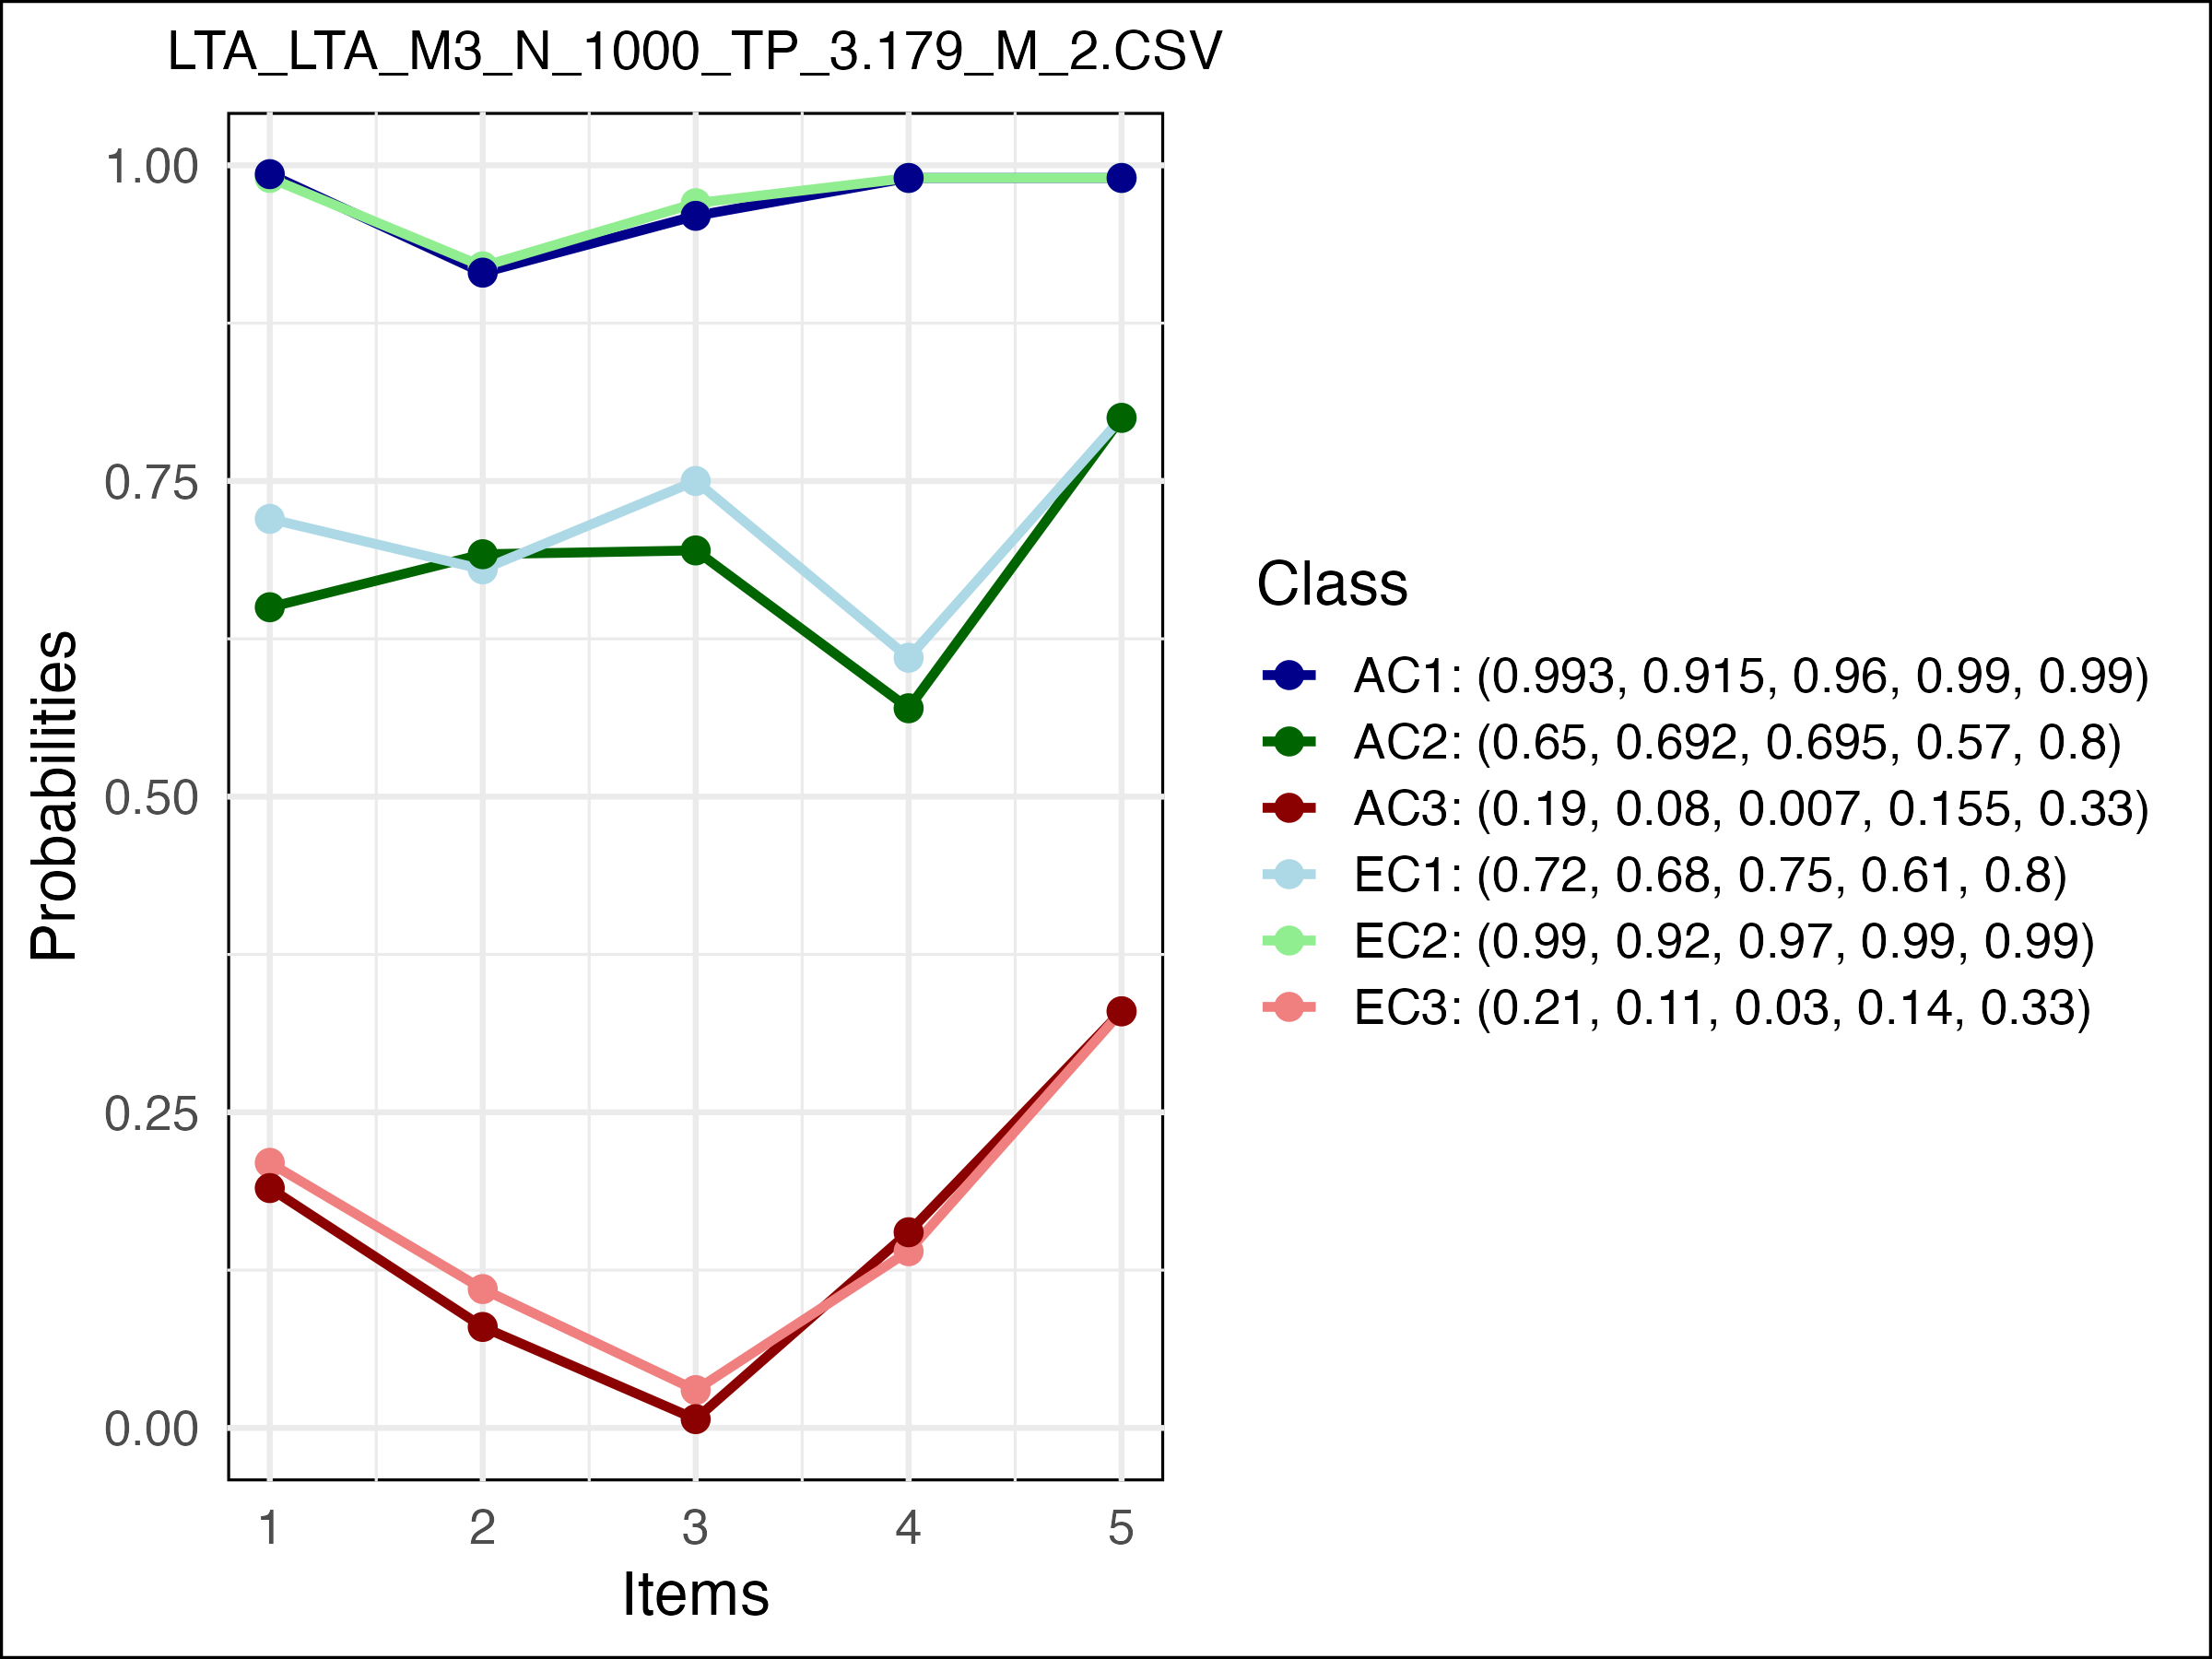 LTA_LTA_M3_N_1000_TP_3.179_M_2.CSV
1.00
0.75
0.50
0.25
0.00
Probabilities
1 2 3 4 5
Items
Class
AC1: (0.993, 0.915, 0.96, 0.99, 0.99)
AC2: (0.65, 0.692, 0.695, 0.57, 0.8)
AC3: (0.19, 0.08, 0.007, 0.155, 0.33)
EC1: (0.72, 0.68, 0.75, 0.61, 0.8)
EC2: (0.99, 0.92, 0.97, 0.99, 0.99)
EC3: (0.21, 0.11, 0.03, 0.14, 0.33)